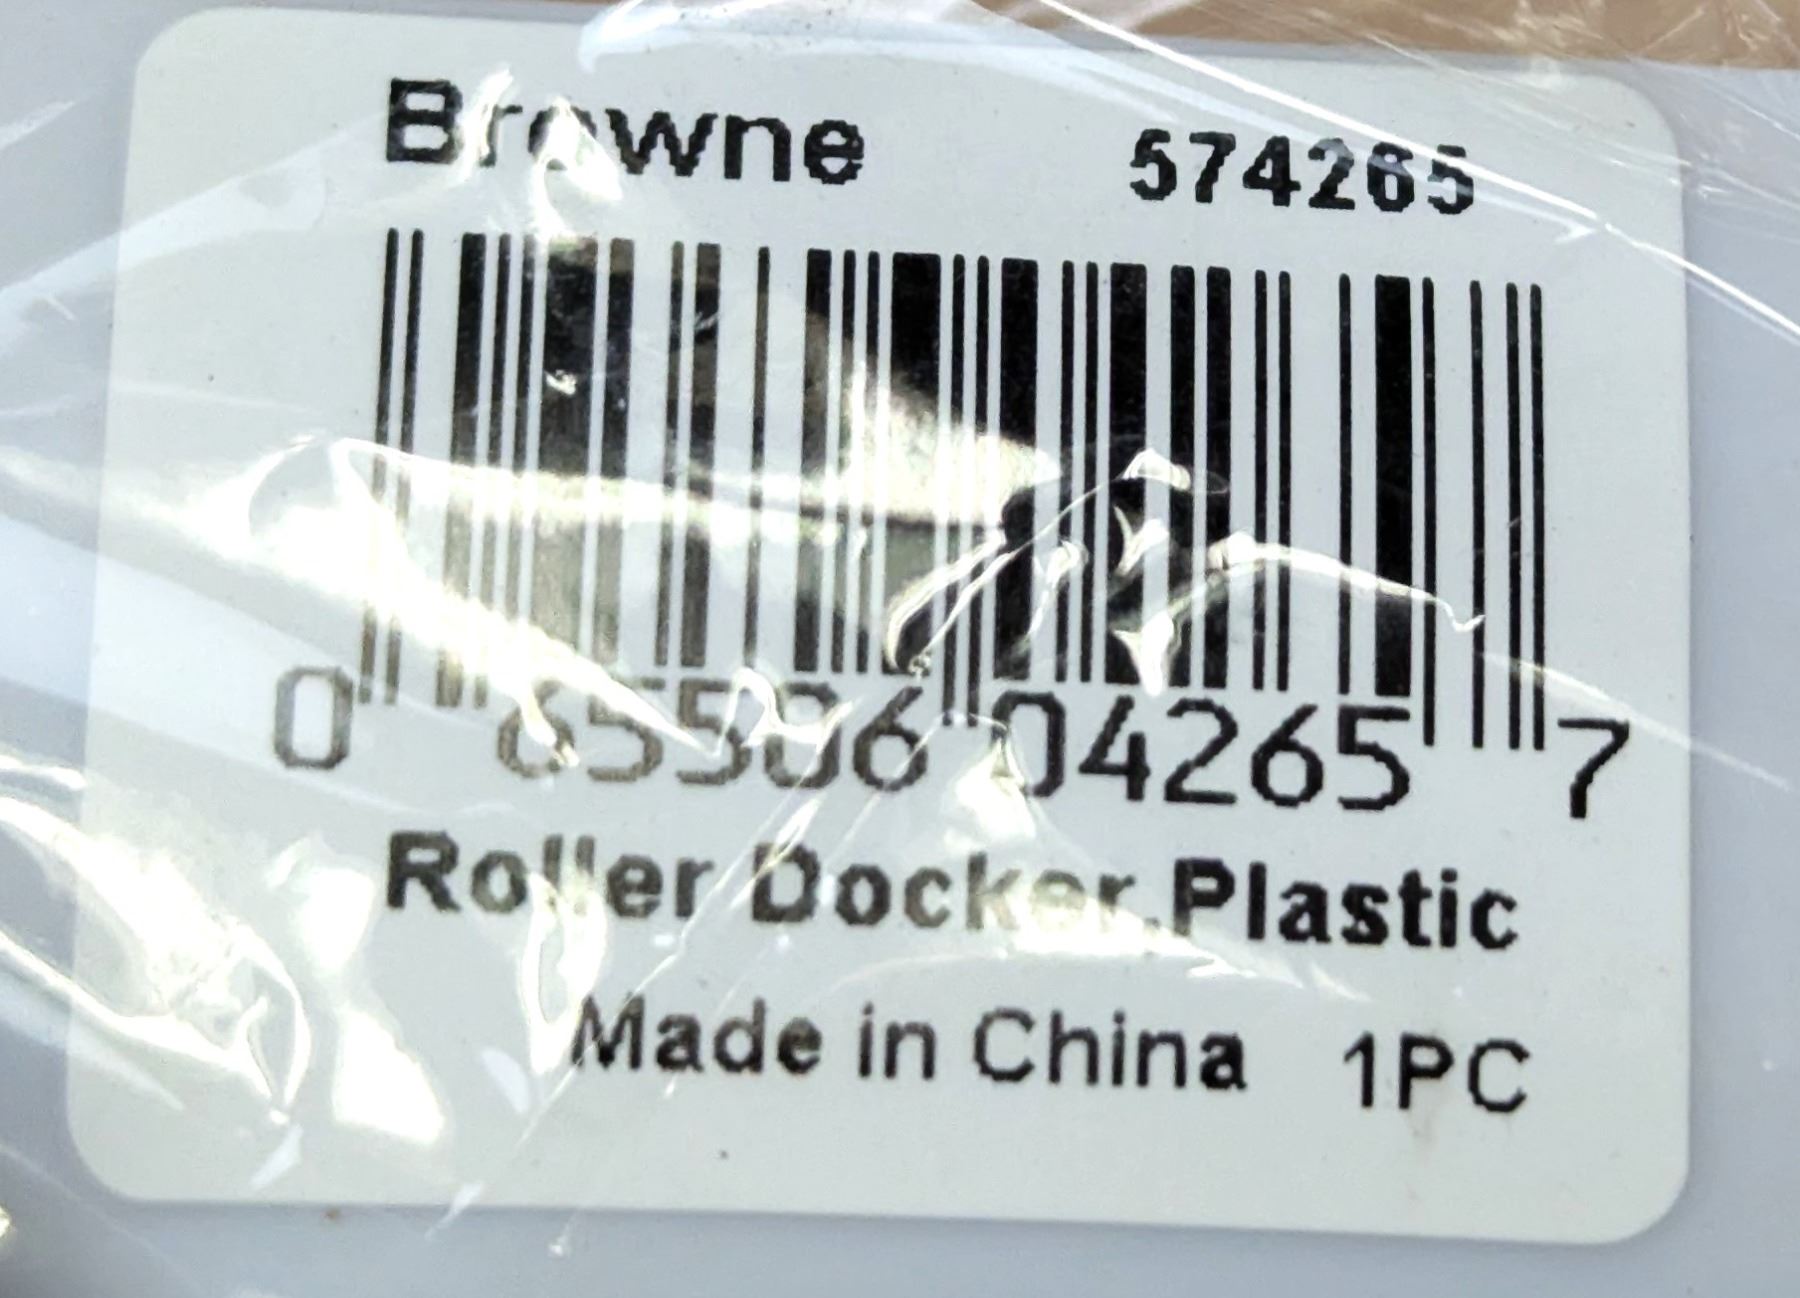 Browne 574265
0 65506 04265 7
Roller Docker,Plastic
Made in China 1PC